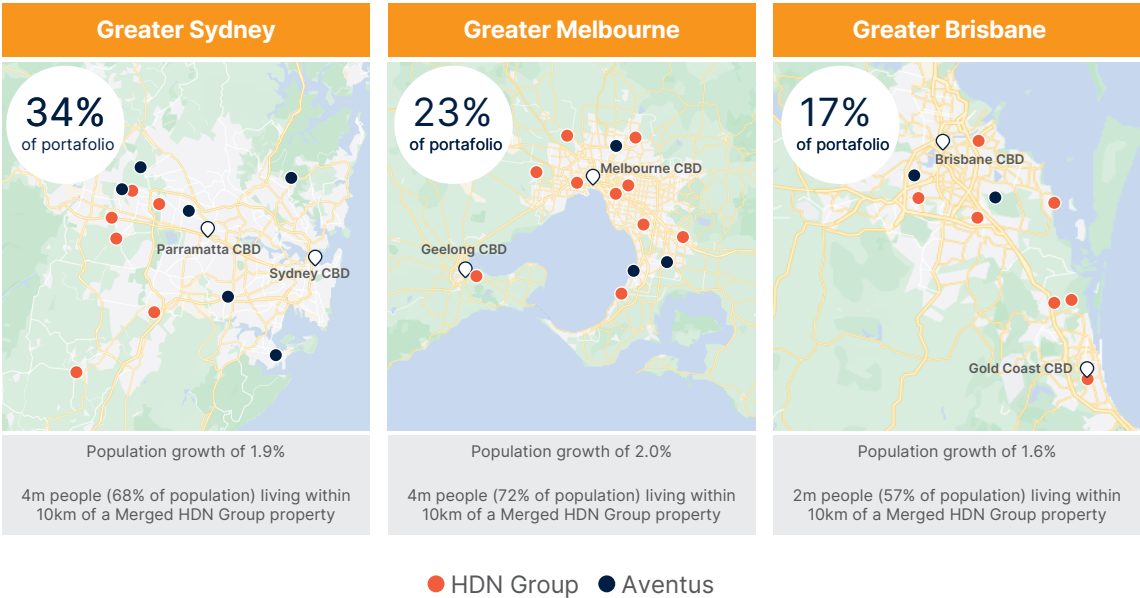 Greater Sydney
34%
of portafolio
Parramatta CBD
Sydney CBD
Population growth of 1.9%
4m people (68% of population) living within
10km of a Merged HDN Group property
Greater Melbourne
23%
of portafolio
Melbourne CBD
Geelong CBD
Population growth of 2.0%
4m people (72% of population) living within
10km of a Merged HDN Group property
Greater Brisbane
17%
of portafolio
Brisbane CBD
Gold Coast CBD
Population growth of 1.6%
2m people (57% of population) living within
10km of a Merged HDN Group property
HDN Group
Aventus